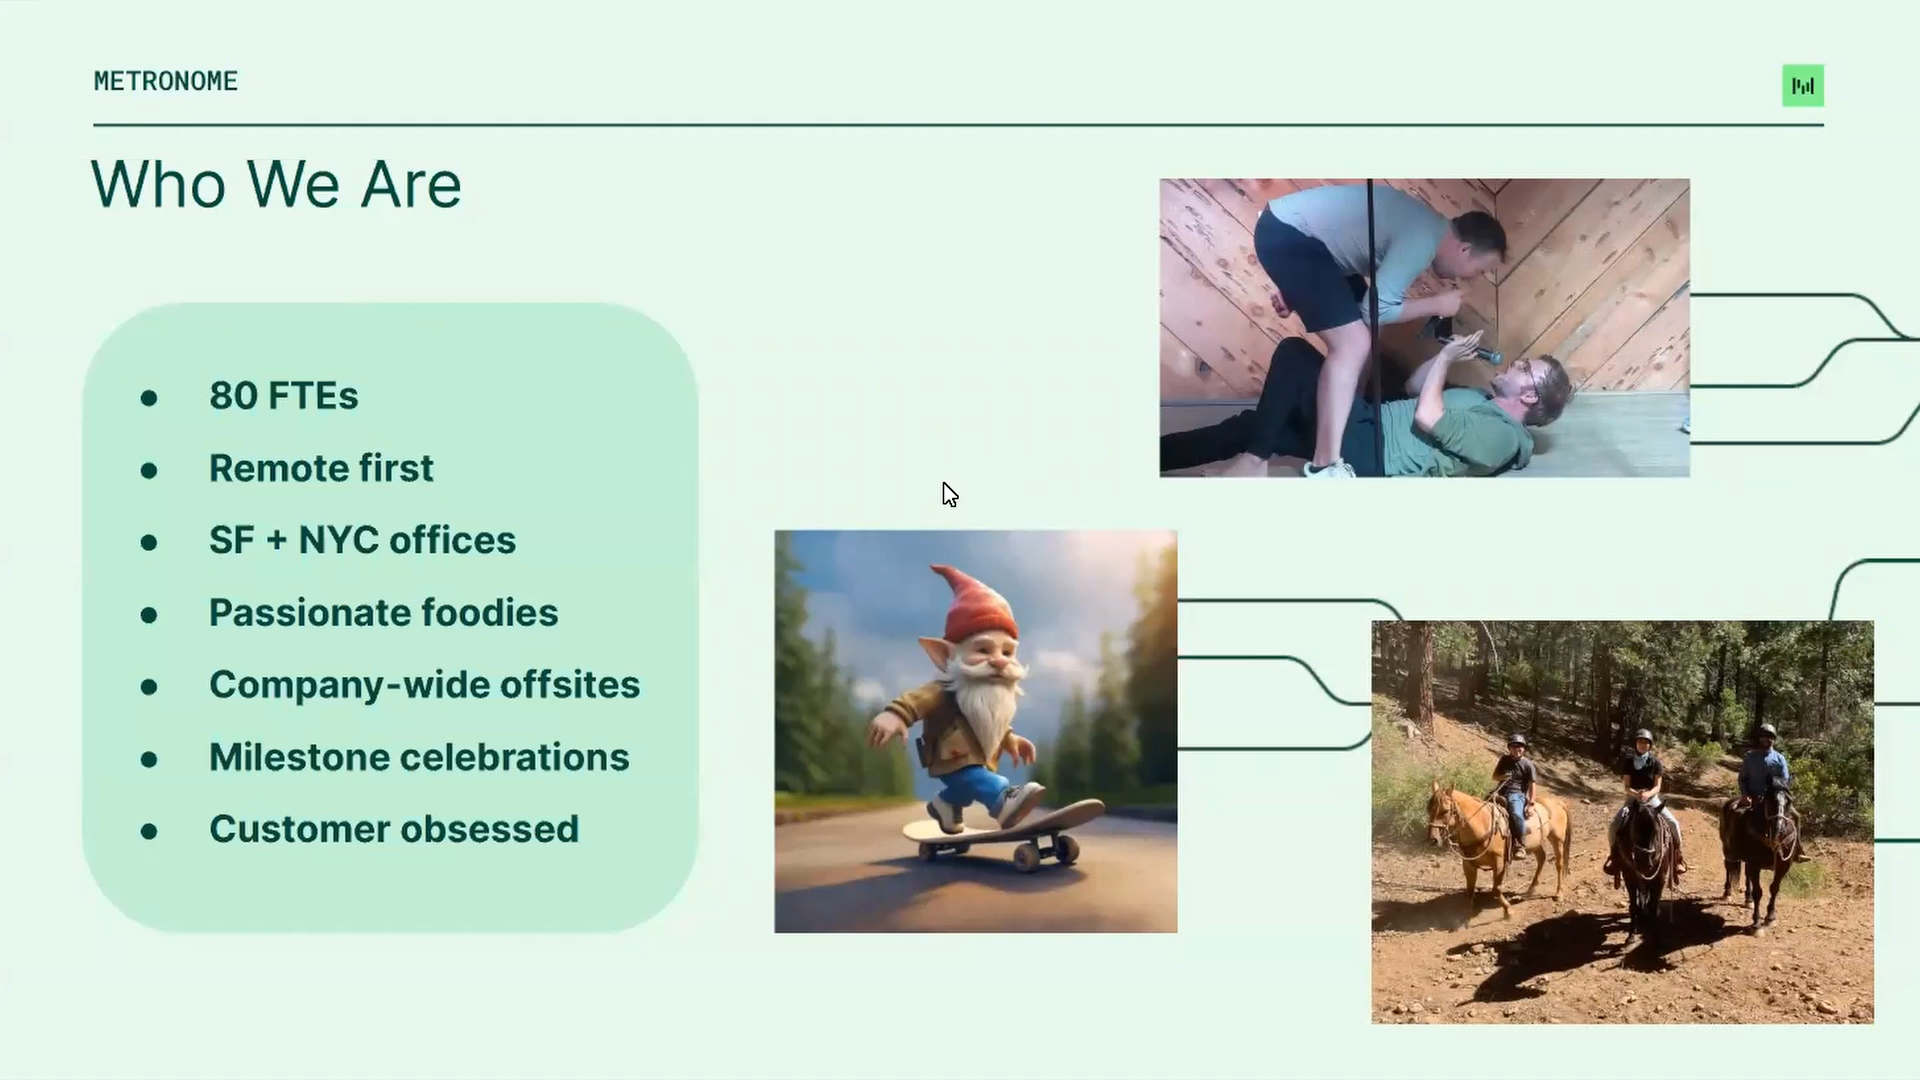 METRONOME
Who We Are
● 80 FTEs
● Remote first
● SF + NYC offices
● Passionate foodies
● Company-wide offsites
● Milestone celebrations
● Customer obsessed